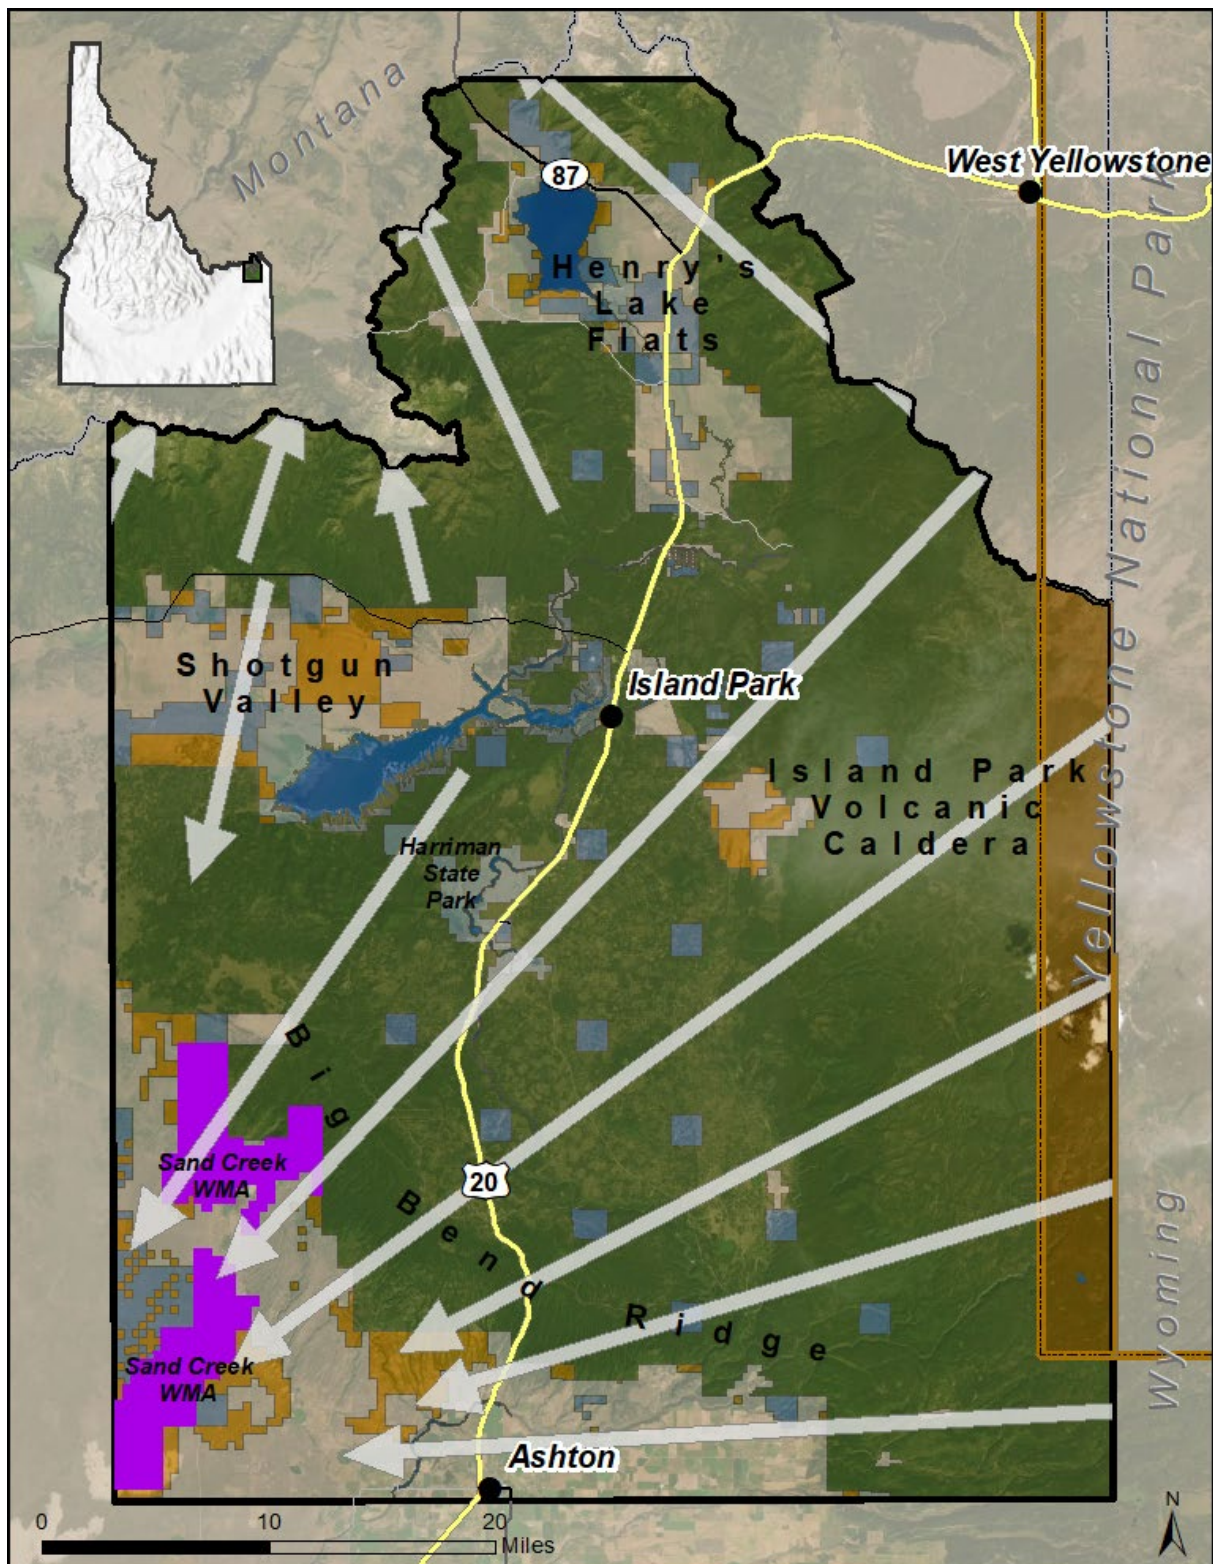 Montana
87
West Yellowstone
Henry's
Lake
Flats
Yellowstone National Park
Shotgun
Valley
Island Park
Island Park
Volcanic
Caldera
Harriman
State
Park
Big Bend Ridge
Sand Creek
WMA
20
Sand Creek
WMA
Wyoming
Ashton
N
0 10 20
Miles